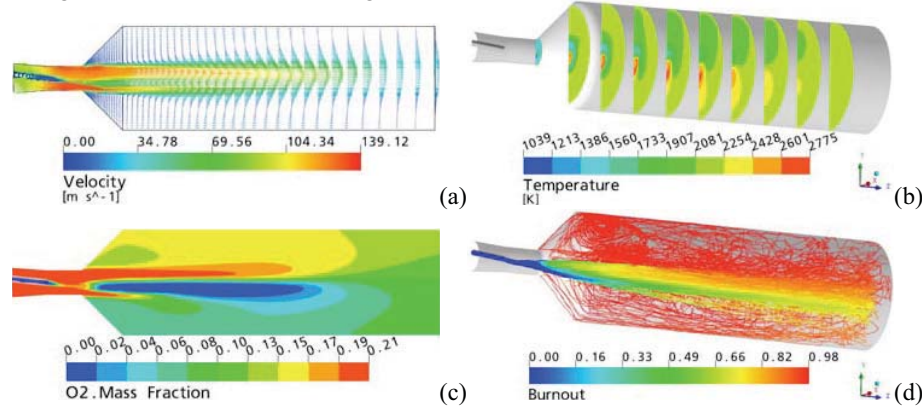 0.00 34.78 69.56 104.34 139.12
Velocity
[m s^-1]
(a)
1039 1213 1386 1560 1733 1907 2081 2254 2428 2601 2775
Temperature
[K]
(b)
0.00 0.02 0.04 0.06 0.08 0.10 0.13 0.15 0.17 0.19 0.21
O2.Mass Fraction
(c)
0.00 0.16 0.33 0.49 0.66 0.82 0.98
Burnout
(d)